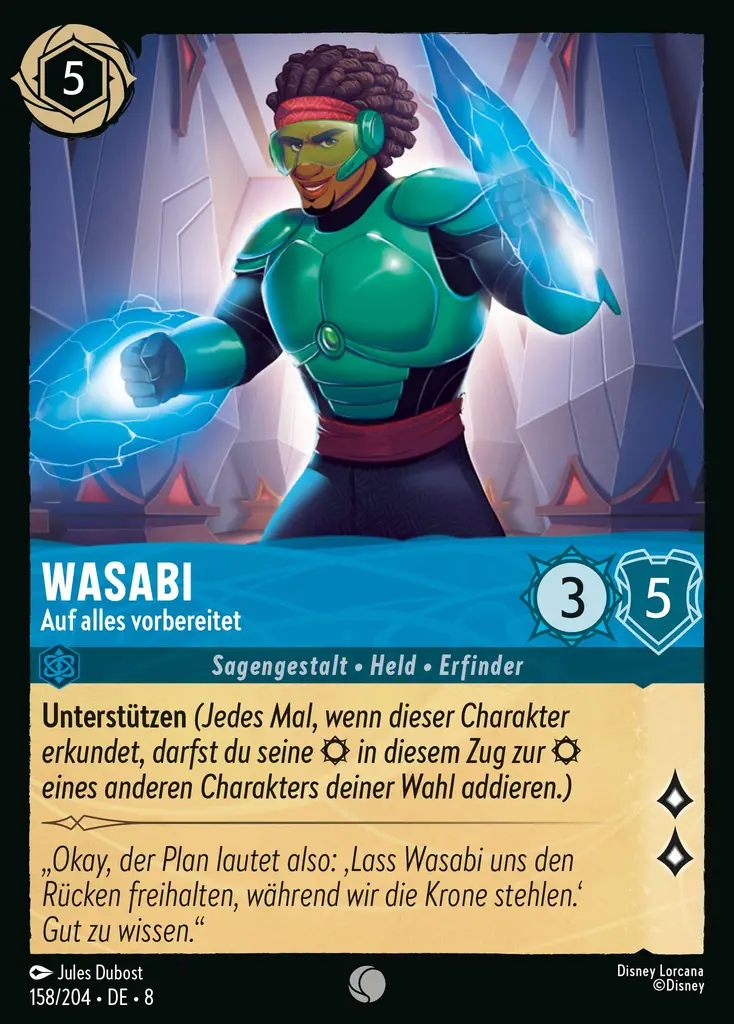 5
WASABI
Auf alles vorbereitet
3
5
Sagengestalt • Held • Erfinder
Unterstützen (Jedes Mal, wenn dieser Charakter
erkundet, darfst du seine in diesem Zug zur
eines anderen Charakters deiner Wahl addieren.)
„Okay, der Plan lautet also: ‚Lass Wasabi uns den
Rücken freihalten, während wir die Krone stehlen.‘
Gut zu wissen.“
Jules Dubost
158/204 • DE • 8
Disney Lorcana
©Disney